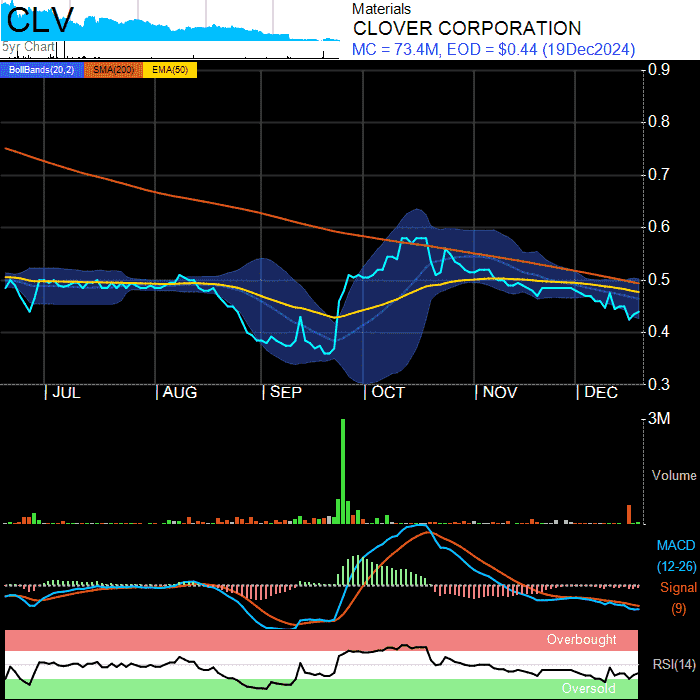 CLV
5yr Chart
Materials
CLOVER CORPORATION
MC = 73.4M, EOD = $0.44 (19Dec2024)
BollBands(20,2) SMA(200) EMA(50)
0.9
0.8
0.7
0.6
0.5
0.4
0.3
JUL AUG SEP OCT NOV DEC
3M
Volume
MACD
(12-26)
Signal
(9)
Overbought
RSI(14)
Oversold